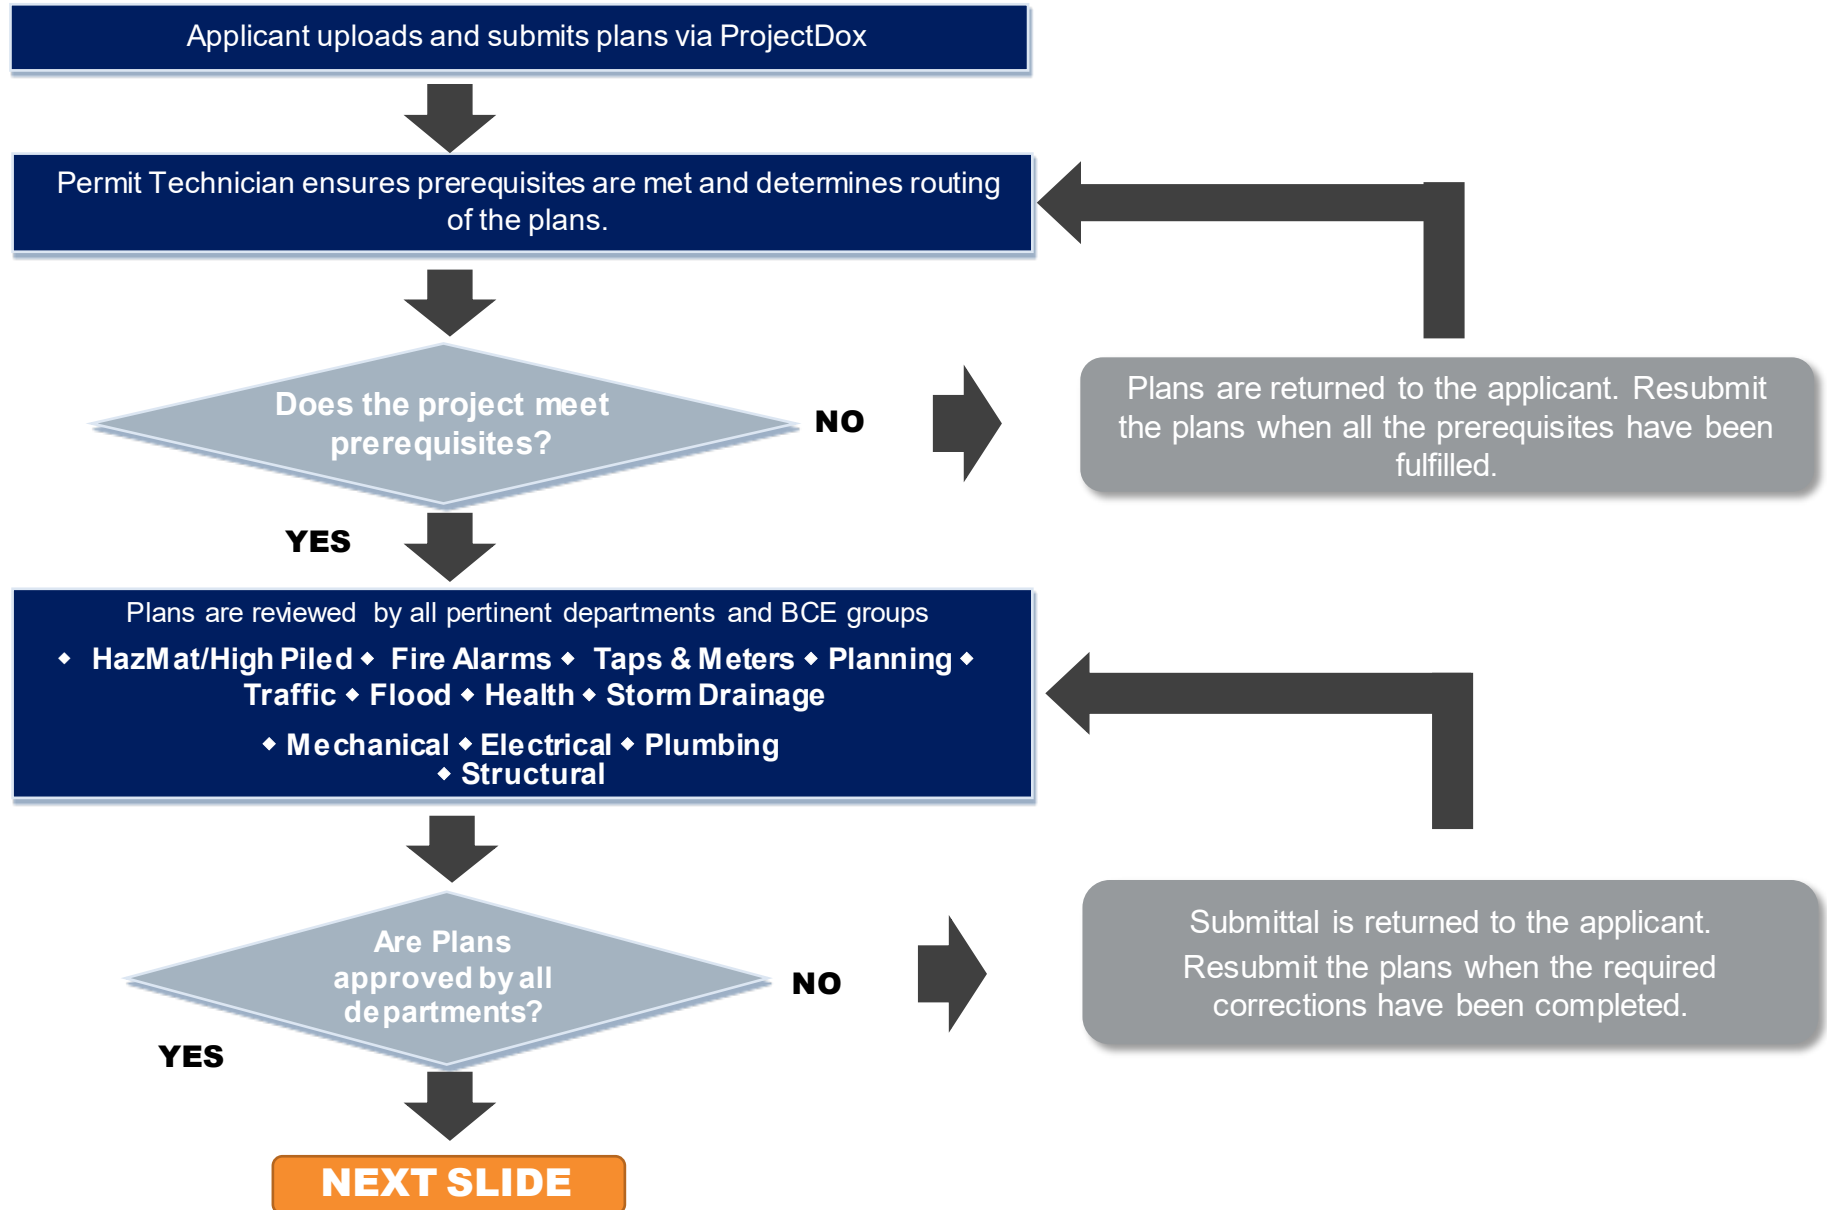 Applicant uploads and submits plans via ProjectDox
Permit Technician ensures prerequisites are met and determines routing
of the plans.
Does the project meet
prerequisites?
NO
Plans are returned to the applicant. Resubmit
the plans when all the prerequisites have been
fulfilled.
YES
Plans are reviewed by all pertinent departments and BCE groups
◆ HazMat/High Piled ◆ Fire Alarms ◆ Taps & Meters ◆ Planning ◆
Traffic ◆ Flood ◆ Health ◆ Storm Drainage
◆ Mechanical ◆ Electrical ◆ Plumbing
◆ Structural
Are Plans
approved by all
departments?
NO
Submittal is returned to the applicant.
Resubmit the plans when the required
corrections have been completed.
YES
NEXT SLIDE